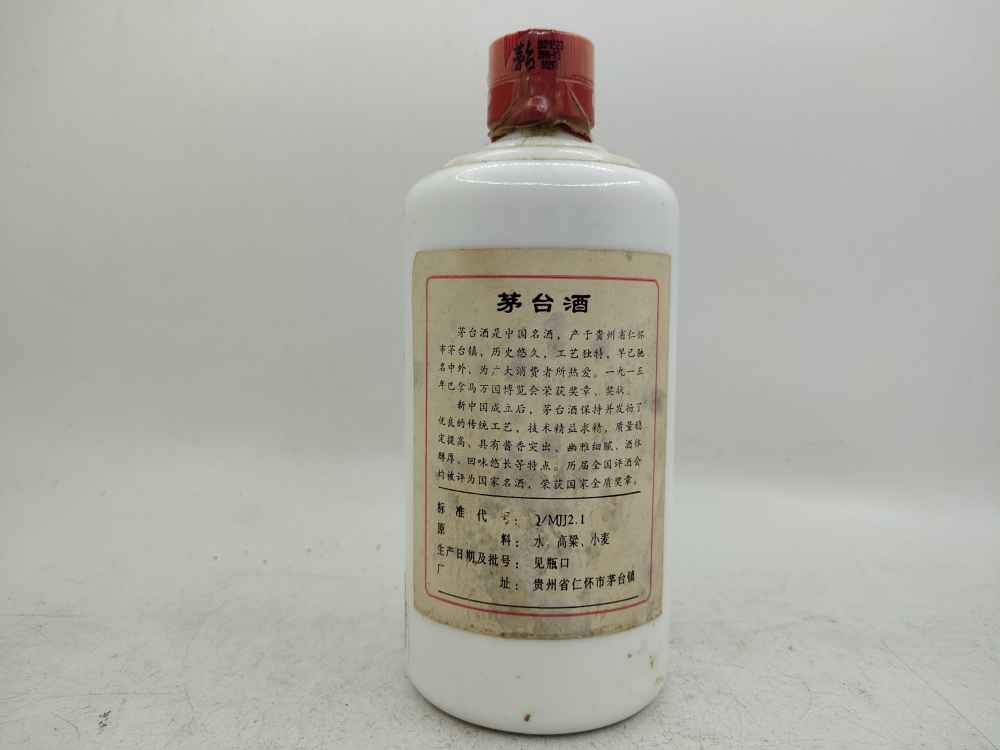 茅台
茅台酒
茅台酒是中国名酒，产于贵州省仁怀
市茅台镇，历史悠久，工艺独特，早已驰
名中外，为广大消费者所热爱。一九一五
年巴拿马万国博览会荣获奖章、奖状。
新中国成立后，茅台酒保持并发扬了
优良的传统工艺，技术精益求精，质量稳
定提高、具有酱香突出、幽雅细腻、酒体
醇厚、回味悠长等特点。历届全国评酒会
均被评为国家名酒，荣获国家金质奖章。
标准代号：Q/MJJ2.1
原料：水、高粱、小麦
生产日期及批号：见瓶口
厂址：贵州省仁怀市茅台镇